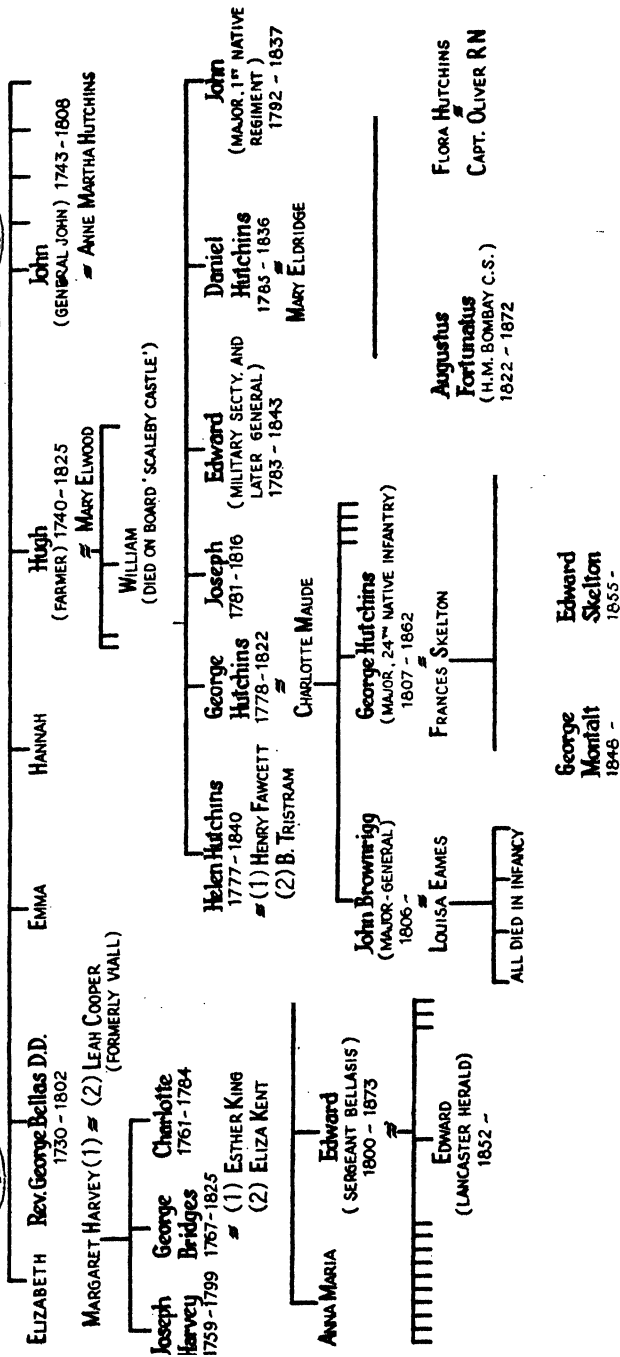 ELIZABETH
Rev. George Bellas D.D.
1730 - 1802
MARGARET HARVEY (1) ≠ (2) LEAH COOPER
(FORMERLY VIALL)
EMMA
HANNAH
Hugh
(FARMER) 1740 - 1825
≠ MARY ELWOOD
WILLIAM
(DIED ON BOARD 'SCALEBY CASTLE')
John
(GENERAL JOHN) 1743 - 1808
≠ ANNE MARTHA HUTCHINS
Joseph
Harvey
1759 - 1799
George
Bridges
1767 - 1825
≠ (1) ESTHER KING
(2) ELIZA KENT
Charlotte
1761 - 1784
Helen Hutchins
1777 - 1840
≠ (1) HENRY FAWCETT
(2) B. TRISTRAM
George
Hutchins
1778 - 1822
≠
CHARLOTTE MAUDE
Joseph
1781 - 1816
Edward
(MILITARY SECTY. AND
LATER GENERAL)
1783 - 1843
Daniel
Hutchins
1785 - 1836
≠
MARY ELDRIDGE
John
(MAJOR, 1ST NATIVE
REGIMENT)
1792 - 1837
ANNA MARIA
Edward
(SERGEANT BELLASIS)
1800 - 1873
≠
EDWARD
(LANCASTER HERALD)
1852 -
John Brownrigg
(MAJOR-GENERAL)
1806 -
≠
LOUISA EAMES
ALL DIED IN INFANCY
George Hutchins
(MAJOR, 24TH NATIVE INFANTRY)
1807 - 1862
≠
FRANCES SKELTON
George
Montalt
1848 -
Edward
Skelton
1855 -
Augustus
Fortunatus
(H.M. BOMBAY C.S.)
1822 - 1872
FLORA HUTCHINS
≠
CAPT. OLIVER RN